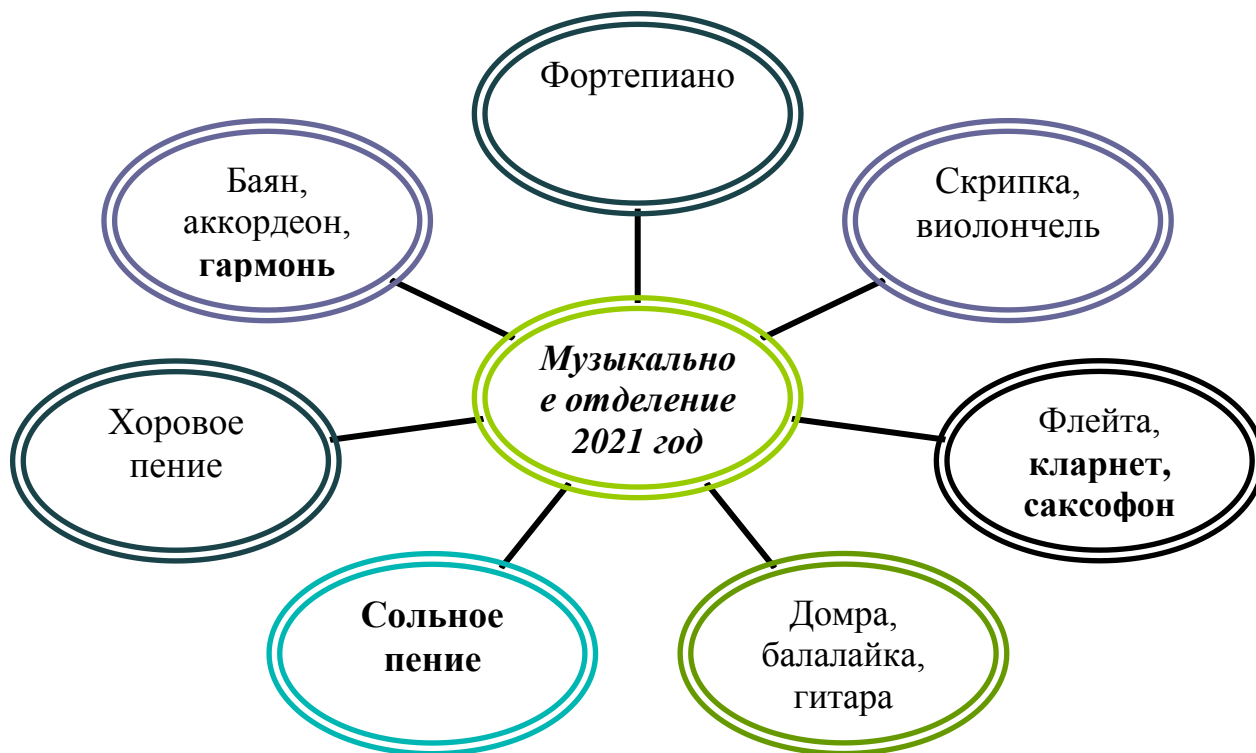 Фортепиано
Баян,
аккордеон,
гармонь
Скрипка,
виолончель
Музыкально
е отделение
2021 год
Хоровое
пение
Флейта,
кларнет,
саксофон
Сольное
пение
Домра,
балалайка,
гитара